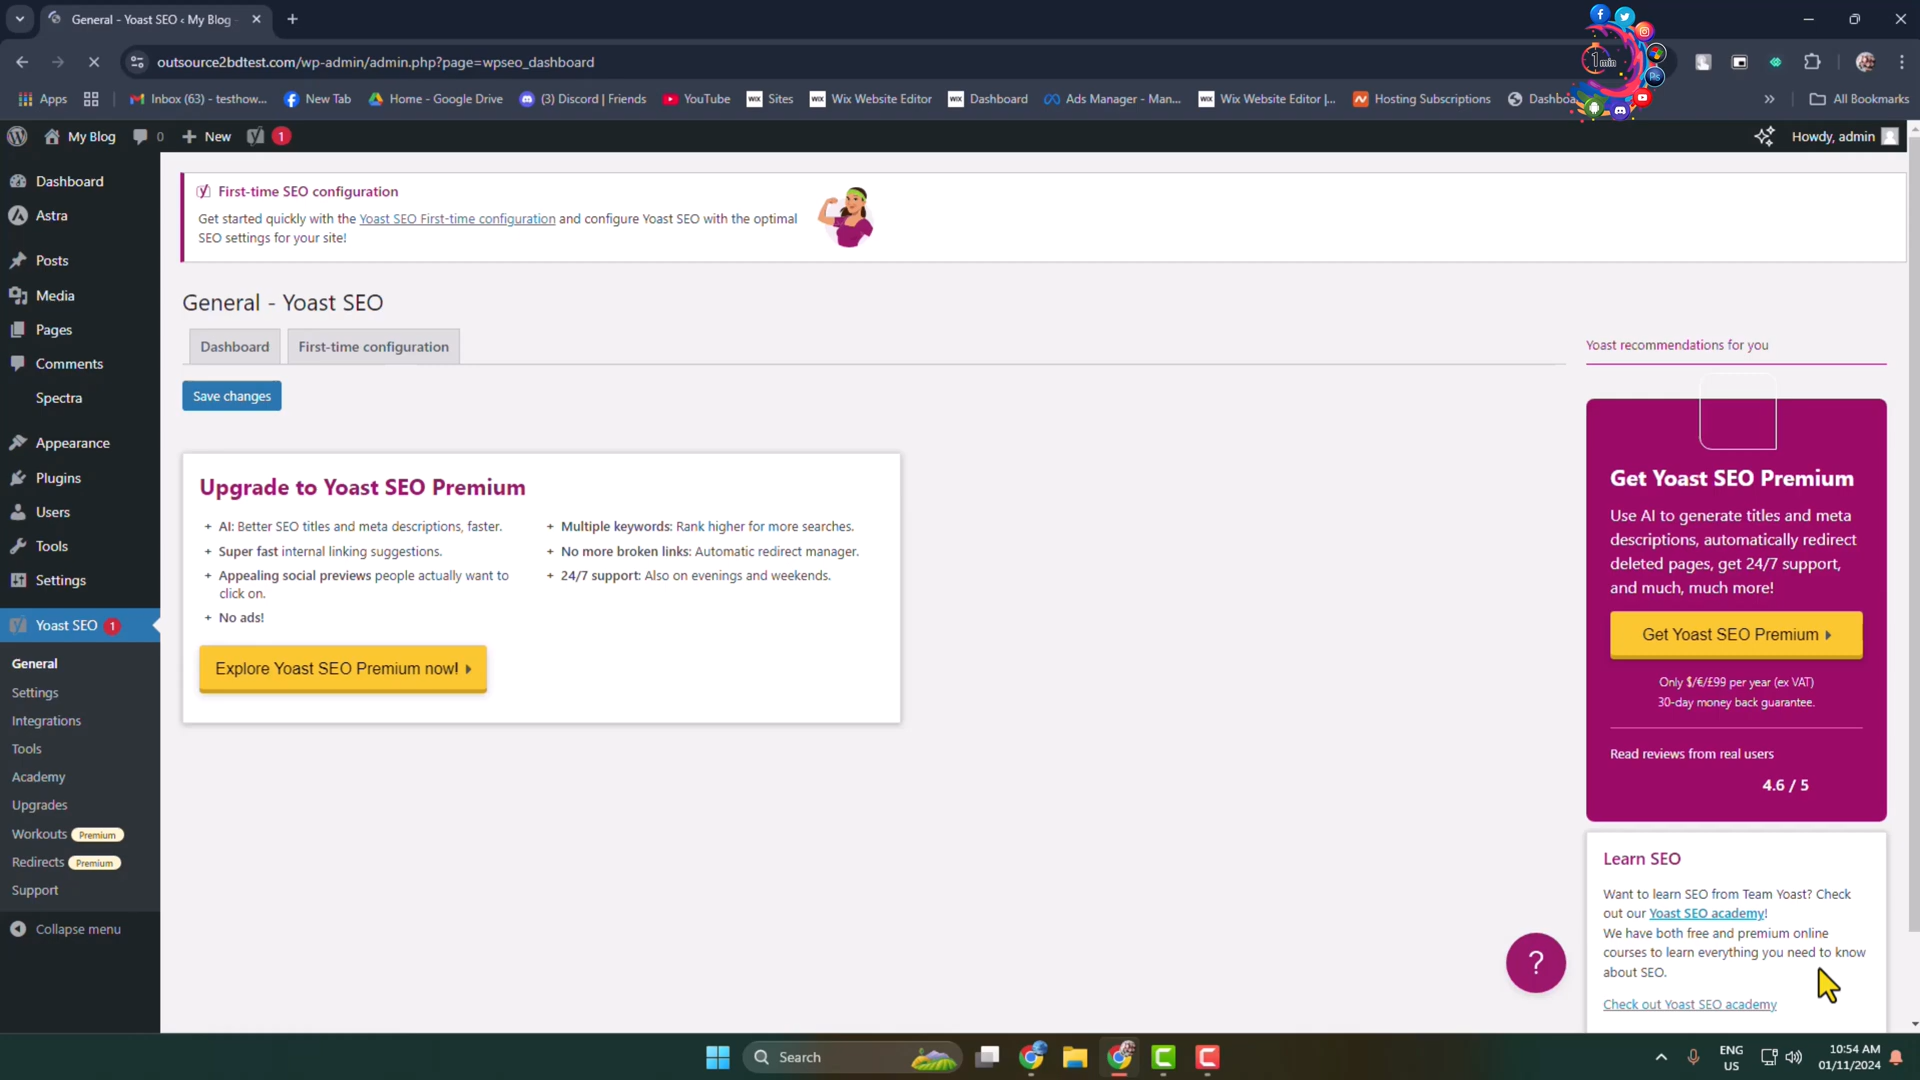 General - Yoast SEO ‹ My Blog
outsource2bdtest.com/wp-admin/admin.php?page=wpseo_dashboard
1 min
Ps
Apps
Inbox (63) - testhow...
New Tab
Home - Google Drive
(3) Discord | Friends
YouTube
WIX Sites
WIX Wix Website Editor
WIX Dashboard
Ads Manager - Man...
WIX Wix Website Editor |...
Hosting Subscriptions
All Bookmarks
My Blog
0
New
1
Howdy, admin
Dashboard
Astra
Posts
Media
Pages
Comments
Spectra
Appearance
Plugins
Users
Tools
Settings
Yoast SEO 1
General
Settings
Integrations
Tools
Academy
Upgrades
Workouts Premium
Redirects Premium
Support
Collapse menu
First-time SEO configuration
Get started quickly with the Yoast SEO First-time configuration and configure Yoast SEO with the optimal
SEO settings for your site!
General - Yoast SEO
Dashboard
First-time configuration
Save changes
Upgrade to Yoast SEO Premium
+ AI: Better SEO titles and meta descriptions, faster.
+ Super fast internal linking suggestions.
+ Appealing social previews people actually want to
click on.
+ No ads!
+ Multiple keywords: Rank higher for more searches.
+ No more broken links: Automatic redirect manager.
+ 24/7 support: Also on evenings and weekends.
Explore Yoast SEO Premium now!
Yoast recommendations for you
Get Yoast SEO Premium
Use AI to generate titles and meta
descriptions, automatically redirect
deleted pages, get 24/7 support,
and much, much more!
Get Yoast SEO Premium
Only $/€/£99 per year (ex VAT)
30-day money back guarantee.
Read reviews from real users
4.6 / 5
Learn SEO
Want to learn SEO from Team Yoast? Check
out our Yoast SEO academy!
We have both free and premium online
courses to learn everything you need to know
about SEO.
Check out Yoast SEO academy
?
Search
ENG
US
10:54 AM
01/11/2024